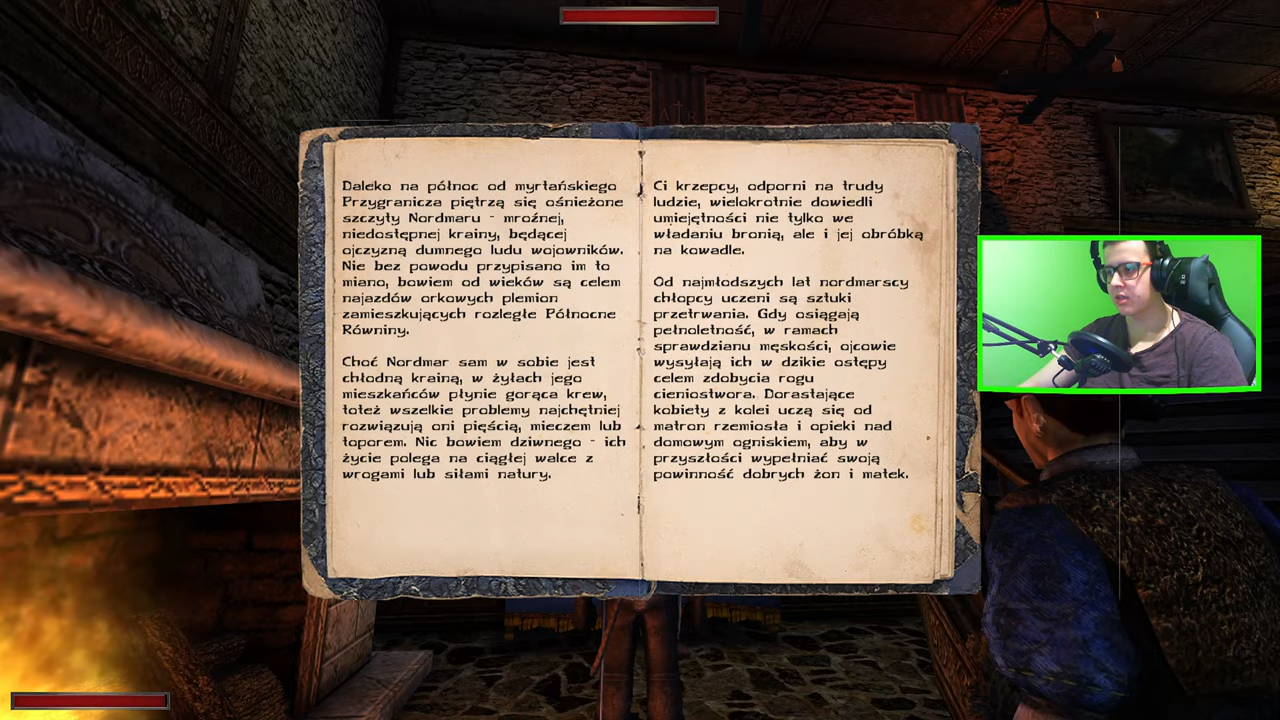 Daleko na północ od myrtańskiego
Przygranicza piętrzą się ośnieżone
szczyty Nordmaru - mroźnej,
niedostępnej krainy, będącej
ojczyzną dumnego ludu wojowników.
Nie bez powodu przypisano im to
miano, bowiem od wieków są celem
najazdów orkowych plemion
zamieszkujących rozległe Północne
Równiny.

Choć Nordmar sam w sobie jest
chłodną krainą, w żyłach jego
mieszkańców płynie gorąca krew,
toteż wszelkie problemy najchętniej
rozwiązują oni pięścią, mieczem lub
toporem. Nic bowiem dziwnego - ich
życie polega na ciągłej walce z
wrogami lub siłami natury.

Ci krzepcy, odporni na trudy
ludzie, wielokrotnie dowiedli
umiejętności nie tylko we
władaniu bronią, ale i jej obróbką
na kowadle.

Od najmłodszych lat nordmarscy
chłopcy uczeni są sztuki
przetrwania. Gdy osiągają
pełnoletność, w ramach
sprawdzianu męskości, ojcowie
wysyłają ich w dzikie ostępy
celem zdobycia rogu
cieniostwora. Dorastające
kobiety z kolei uczą się od
matron rzemiosła i opieki nad
domowym ogniskiem, aby w
przyszłości wypełniać swoją
powinność dobrych żon i matek.